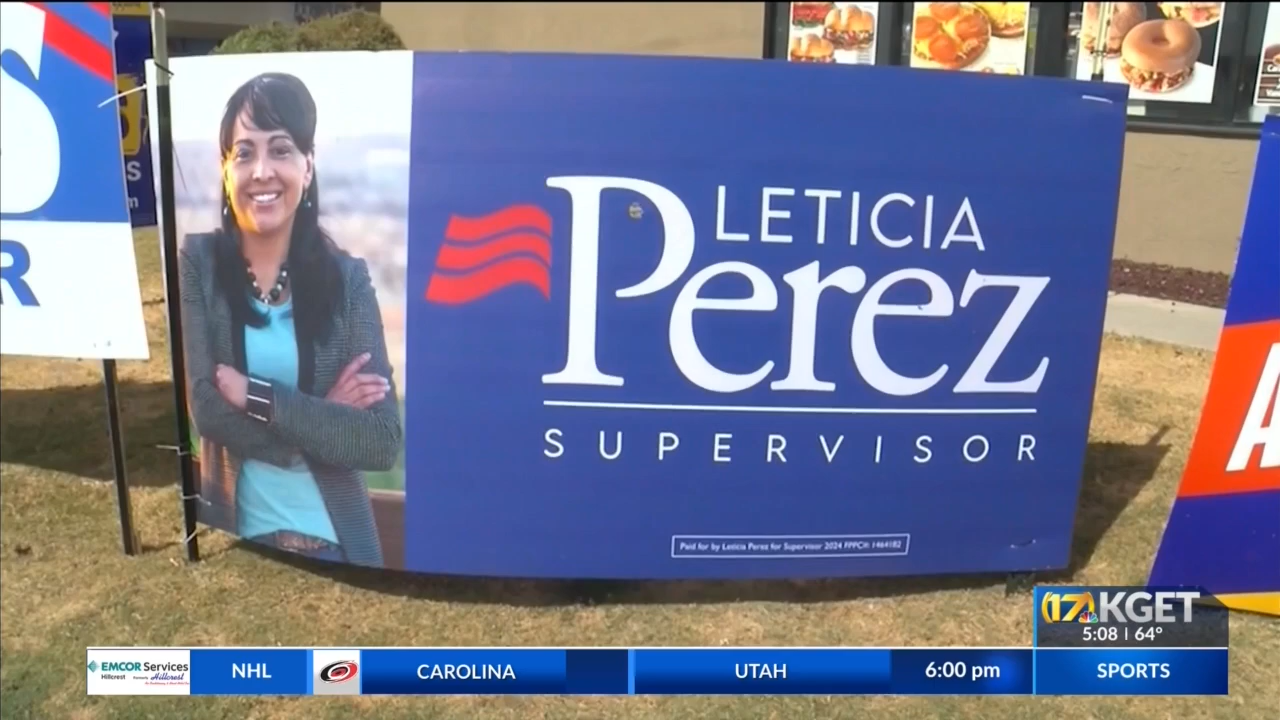 S
R
S
m
LETICIA
Perez
SUPERVISOR
Paid for by Leticia Perez for Supervisor 2024 FPPC#: 1464182
A
17 KGET
5:08 | 64°
EMCOR Services
Hillcrest
Hillcrest
NHL
CAROLINA
UTAH
6:00 pm
SPORTS